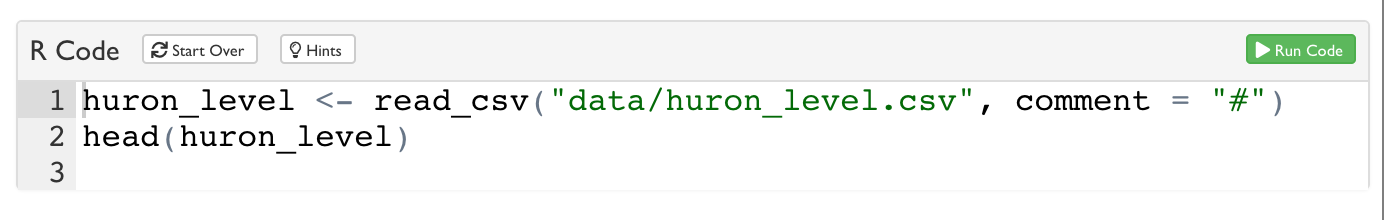 R Code Start Over Hints Run Code
1 huron_level <- read_csv("data/huron_level.csv", comment = "#")
2 head(huron_level)
3